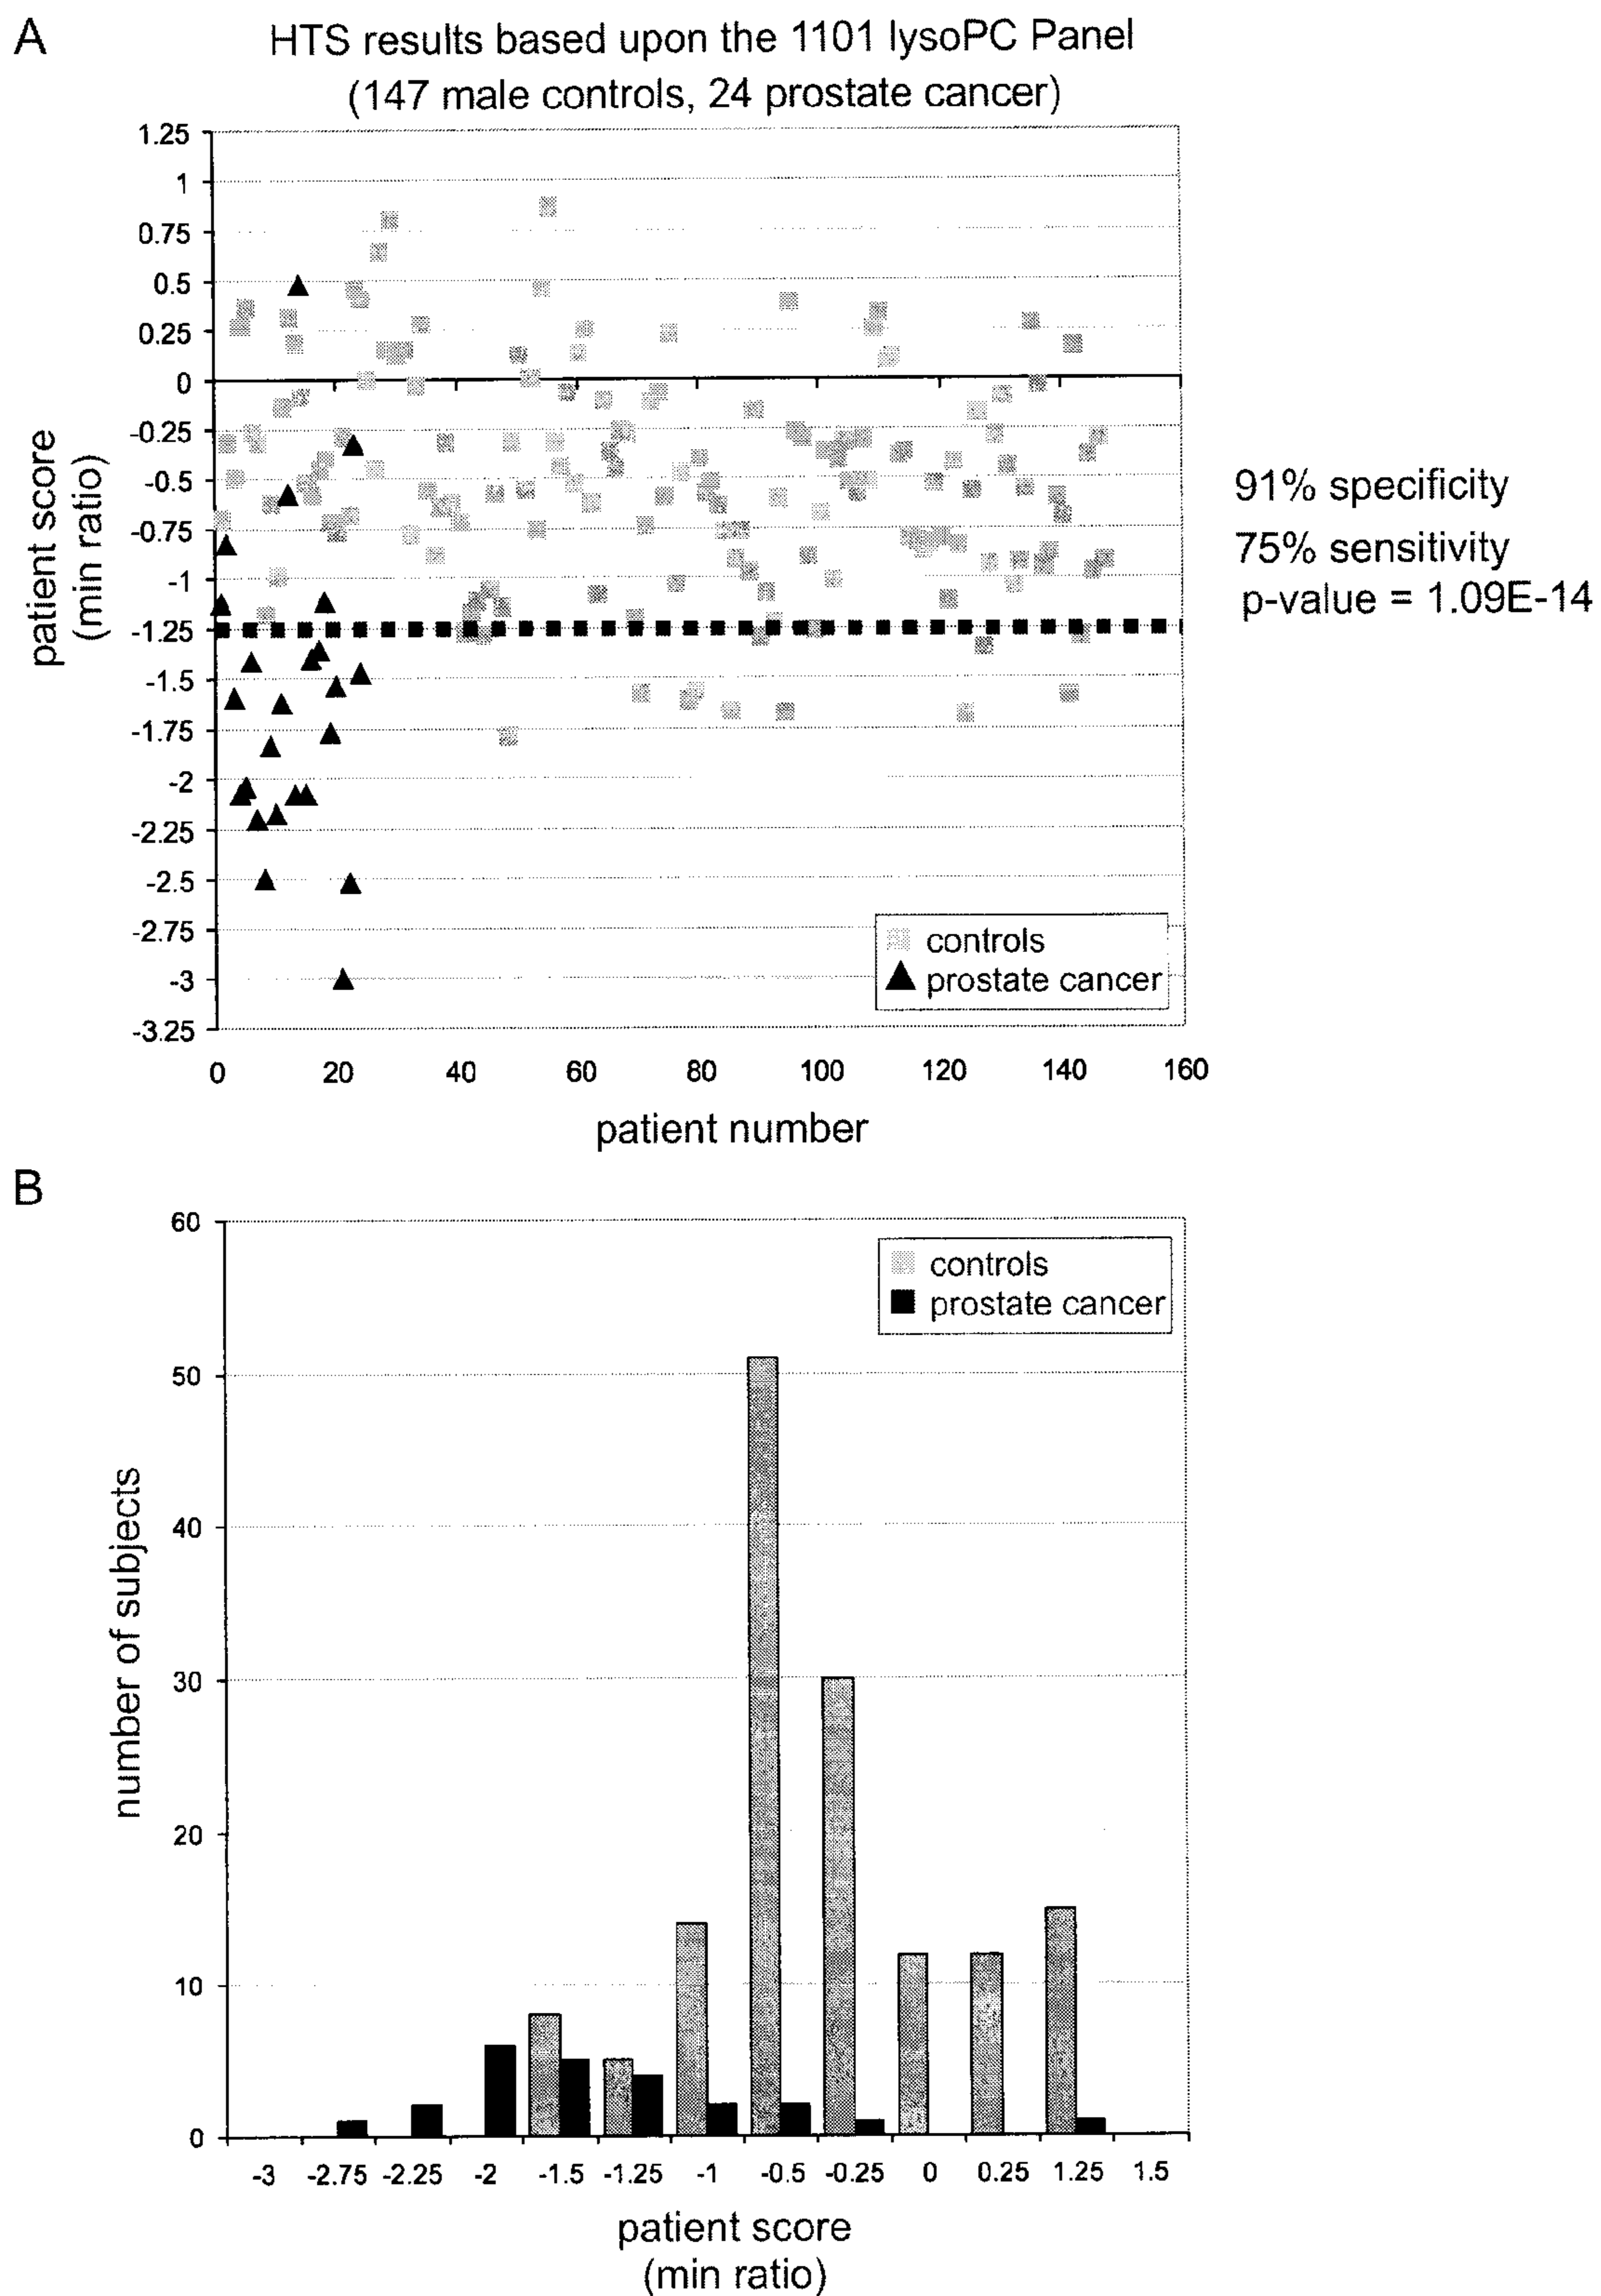 A
HTS results based upon the 1101 lysoPC Panel
(147 male controls, 24 prostate cancer)
1.25
1
0.75
0.5
0.25
0
-0.25
-0.5
-0.75
-1
-1.25
-1.5
-1.75
-2
-2.25
-2.5
-2.75
-3
-3.25
patient score
(min ratio)
91% specificity
75% sensitivity
p-value = 1.09E-14
controls
prostate cancer
0 20 40 60 80 100 120 140 160
patient number
B
60
50
40
30
20
10
0
number of subjects
controls
prostate cancer
-3 -2.75 -2.25 -2 -1.5 -1.25 -1 -0.5 -0.25 0 0.25 1.25 1.5
patient score
(min ratio)